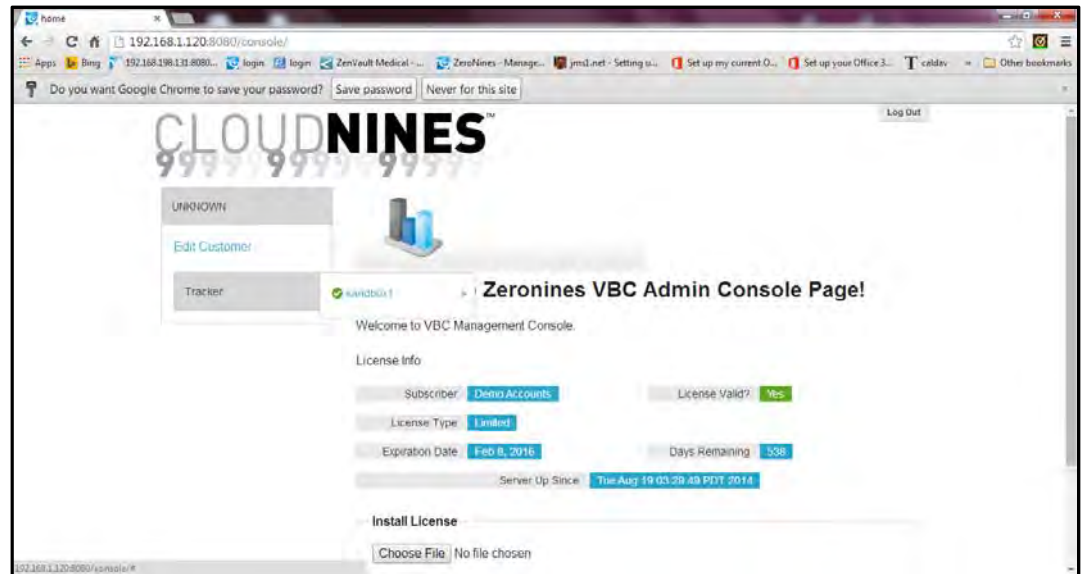 home
192.168.1.120:8080/console/
Apps Bing 192.168.198.131:8080... login login ZenVault Medical - ... ZeroNines - Manage... jms1.net - Setting u... Set up my current O... Set up your Office 3... caldav » Other bookmarks
Do you want Google Chrome to save your password? Save password Never for this site
Log Out
CLOUDNINES™
9999 9999 9999
UNKNOWN
Edit Customer
Tracker
sandbox1
Zeronines VBC Admin Console Page!
Welcome to VBC Management Console.
License Info
Subscriber Demo Accounts License Valid? Yes
License Type Limited
Expiration Date Feb 8, 2016 Days Remaining 538
Server Up Since Tue Aug 19 03:29:49 PDT 2014
Install License
Choose File No file chosen
192.168.1.120:8080/console/#